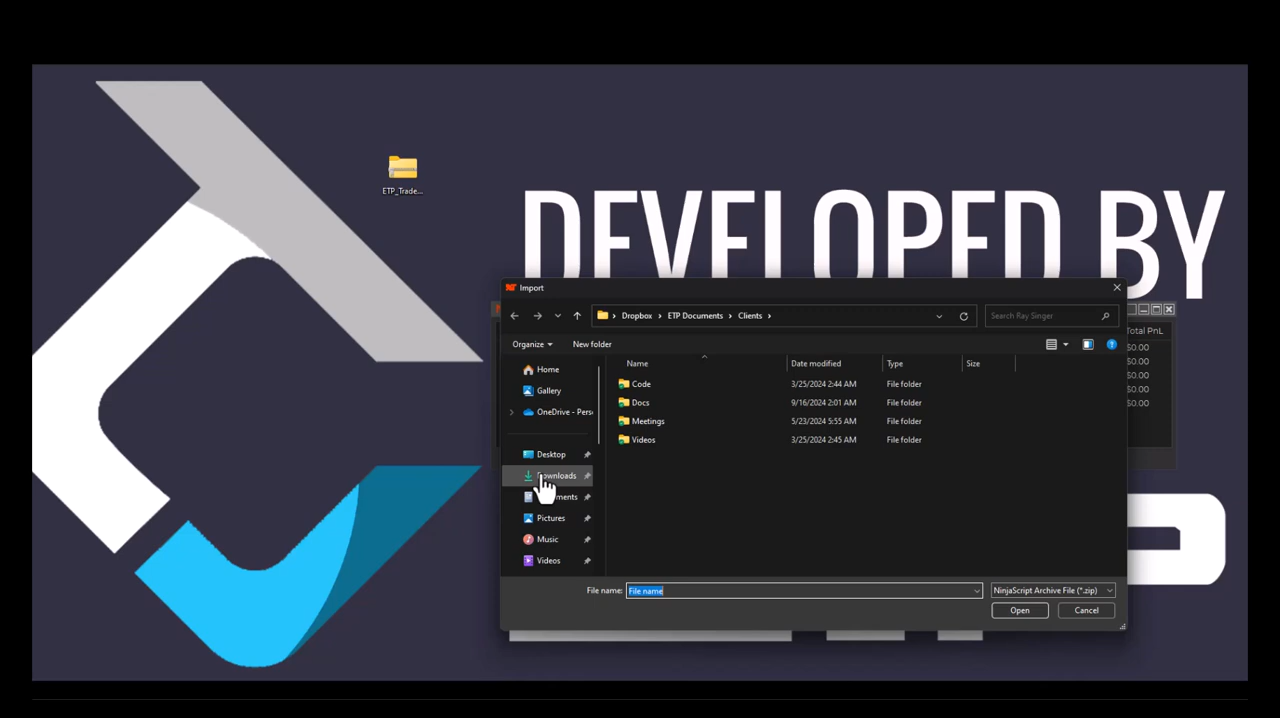 ETP_Trade...
DEVELOPED BY
Import
Dropbox > ETP Documents > Clients >
Search Ray Singer
Organize
New folder
Name Date modified Type Size
Home
Gallery
OneDrive - Pers
Desktop
Downloads
Pictures
Music
Videos
Code 3/25/2024 2:44 AM File folder
Docs 9/16/2024 2:01 AM File folder
Meetings 5/23/2024 5:55 AM File folder
Videos 3/25/2024 2:45 AM File folder
File name: File name NinjaScript Archive File (*.zip)
Open Cancel
Total PnL
$0.00
$0.00
$0.00
$0.00
$0.00